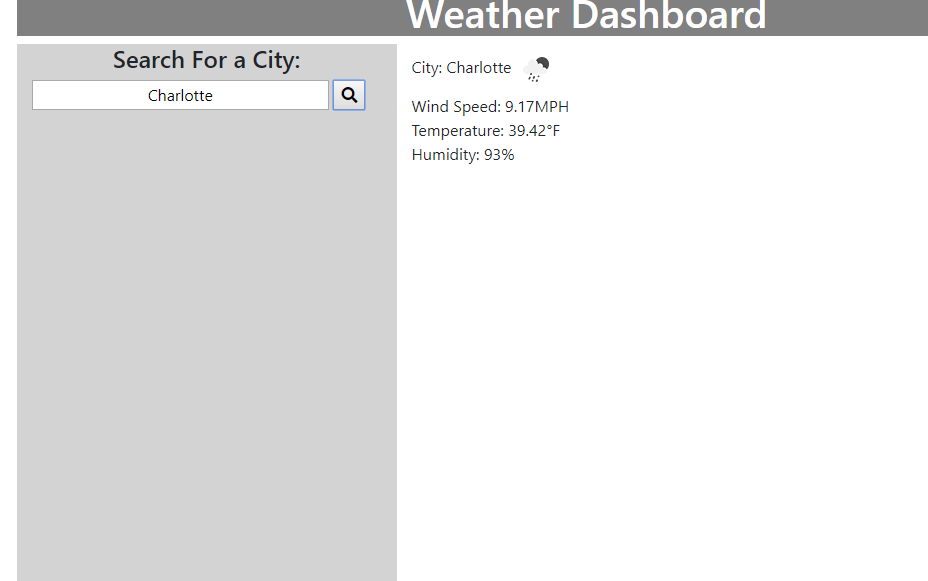 Weather Dashboard
Search For a City:
Charlotte
City: Charlotte
Wind Speed: 9.17MPH
Temperature: 39.42°F
Humidity: 93%